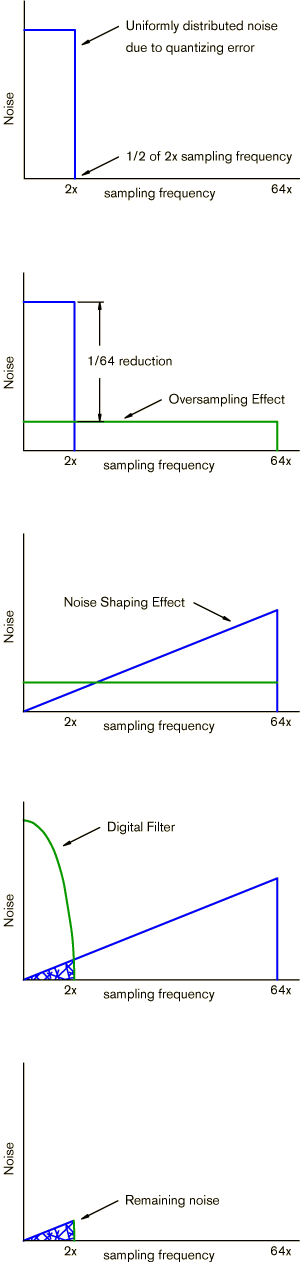 Uniformly distributed noise
due to quantizing error
Noise
1/2 of 2x sampling frequency
2x
64x
sampling frequency
Noise
1/64 reduction
Oversampling Effect
2x
64x
sampling frequency
Noise Shaping Effect
Noise
2x
64x
sampling frequency
Digital Filter
Noise
2x
64x
sampling frequency
Noise
Remaining noise
2x
64x
sampling frequency